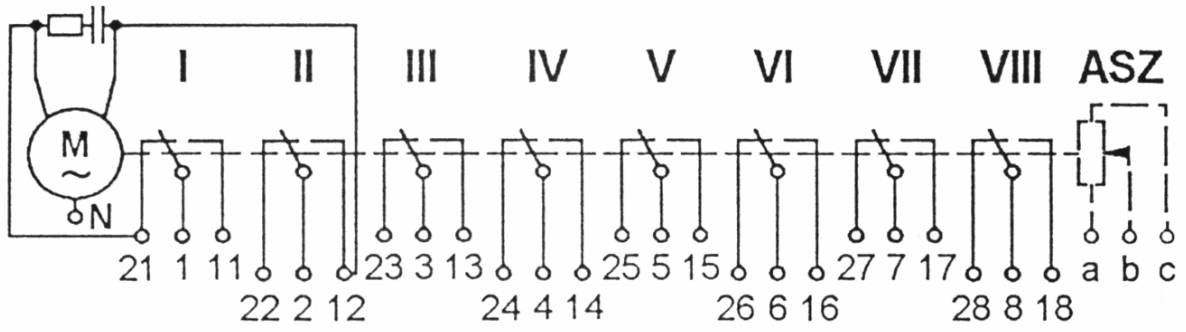 I II III IV V VI VII VIII ASZ
M
~
N
21 1 11 23 3 13 25 5 15 27 7 17 a b c
22 2 12 24 4 14 26 6 16 28 8 18